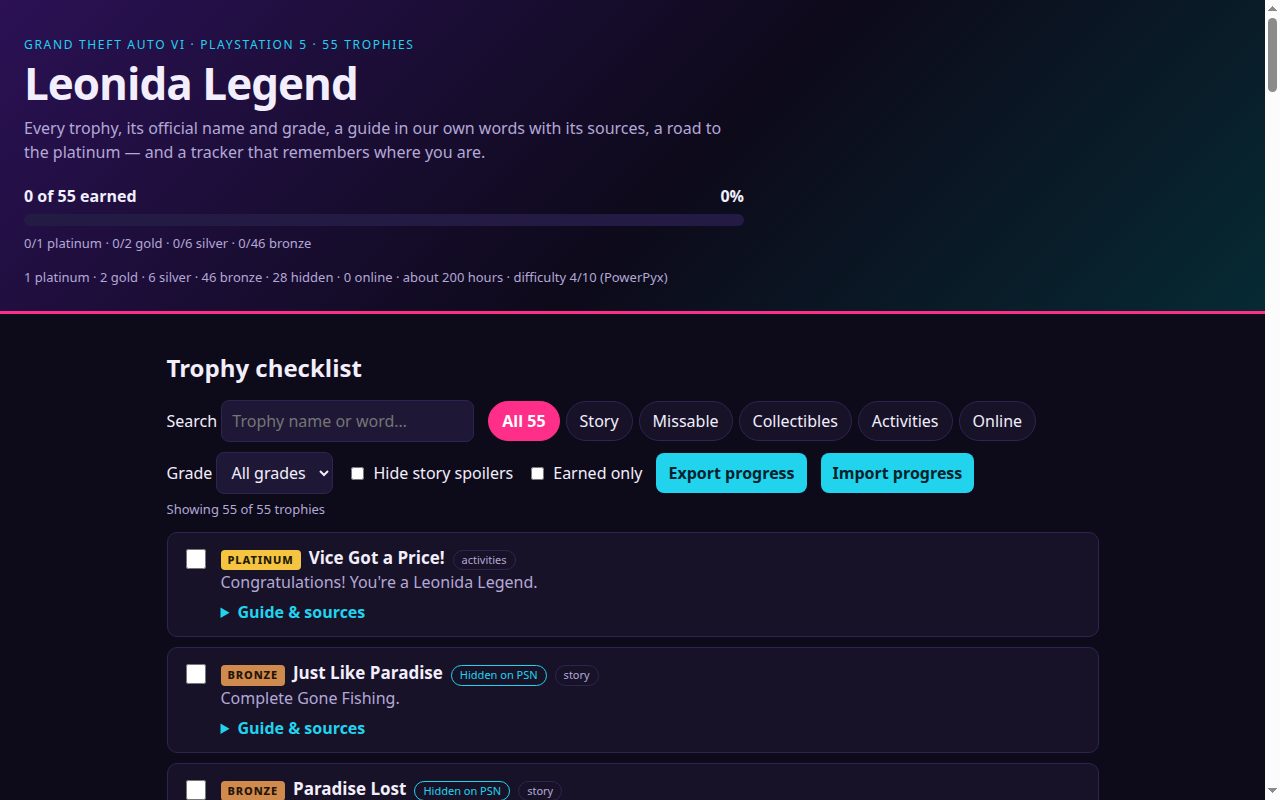 GRAND THEFT AUTO VI · PLAYSTATION 5 · 55 TROPHIES
Leonida Legend
Every trophy, its official name and grade, a guide in our own words with its sources, a road to
the platinum — and a tracker that remembers where you are.
0 of 55 earned 0%
0/1 platinum · 0/2 gold · 0/6 silver · 0/46 bronze
1 platinum · 2 gold · 6 silver · 46 bronze · 28 hidden · 0 online · about 200 hours · difficulty 4/10 (PowerPyx)
Trophy checklist
Search Trophy name or word... All 55 Story Missable Collectibles Activities Online
Grade All grades Hide story spoilers Earned only Export progress Import progress
Showing 55 of 55 trophies
PLATINUM Vice Got a Price! activities
Congratulations! You're a Leonida Legend.
Guide & sources
BRONZE Just Like Paradise Hidden on PSN story
Complete Gone Fishing.
Guide & sources
BRONZE Paradise Lost Hidden on PSN story